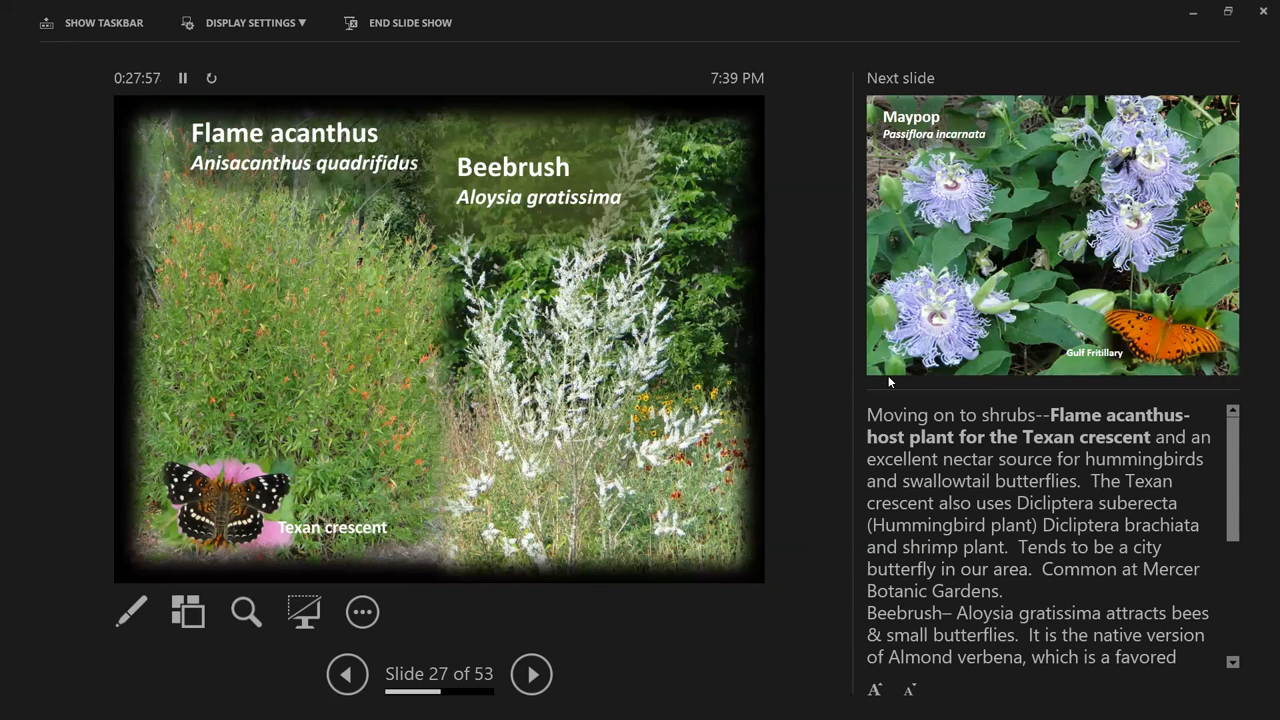 SHOW TASKBAR
DISPLAY SETTINGS ▼
END SLIDE SHOW
0:27:57
7:39 PM
Flame acanthus
Anisacanthus quadrifidus
Beebrush
Aloysia gratissima
Texan crescent
Slide 27 of 53
Next slide
Maypop
Passiflora incarnata
Gulf Fritillary
Moving on to shrubs--Flame acanthus-
host plant for the Texan crescent and an
excellent nectar source for hummingbirds
and swallowtail butterflies. The Texan
crescent also uses Dicliptera suberecta
(Hummingbird plant) Dicliptera brachiata
and shrimp plant. Tends to be a city
butterfly in our area. Common at Mercer
Botanic Gardens.
Beebrush– Aloysia gratissima attracts bees
& small butterflies. It is the native version
of Almond verbena, which is a favored
A A